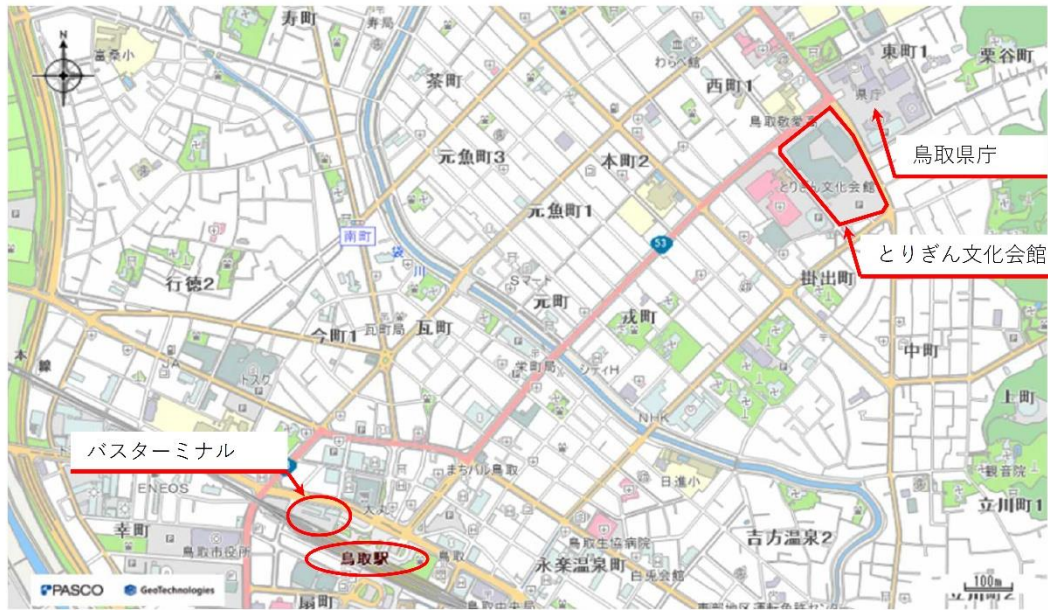 寿町
寿局
東町1
栗谷町
N
富桑小
わらべ館
茶町
西町1
県庁
鳥取敬愛高
鳥取県庁
元魚町3
本町2
とりぎん文化会館
元魚町1
南町
53
とりぎん文化会館
袋
川
Sマート
行徳2
元町
掛出町
今町1
瓦町局
瓦町
戎町
中町
本
線
トスク
栄町局
シティH
上町
NHK
バスターミナル
まちパル鳥取
観音院
ENEOS
日進小
立川町1
大丸
幸町
鳥取市役所
鳥取駅
鳥取
鳥取生協病院
吉方温泉2
永楽温泉町
白兎会館
PASCO
GeoTechnologies
扇町
鳥取中央局
100m